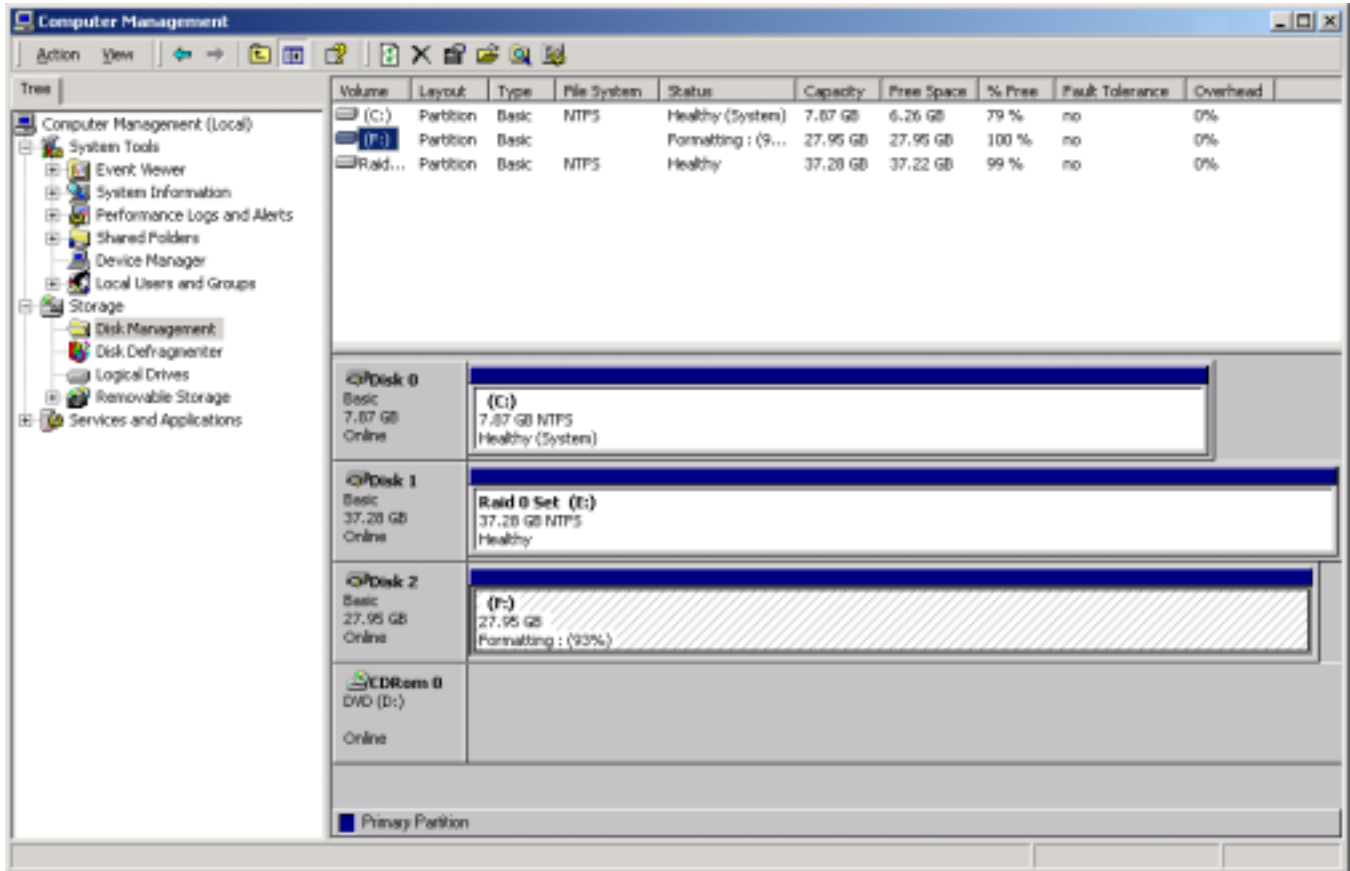 Computer Management
Action View
Tree
Computer Management (Local)
System Tools
Event Viewer
System Information
Performance Logs and Alerts
Shared Folders
Device Manager
Local Users and Groups
Storage
Disk Management
Disk Defragmenter
Logical Drives
Removable Storage
Services and Applications
Volume Layout Type File System Status Capacity Free Space % Free Fault Tolerance Overhead
(C:) Partition Basic NTFS Healthy (System) 7.87 GB 6.26 GB 79 % no 0%
(F:) Partition Basic Formatting : (9... 27.95 GB 27.95 GB 100 % no 0%
Raid... Partition Basic NTFS Healthy 37.28 GB 37.22 GB 99 % no 0%
Disk 0
Basic
7.87 GB
Online
(C:)
7.87 GB NTFS
Healthy (System)
Disk 1
Basic
37.28 GB
Online
Raid 0 Set (E:)
37.28 GB NTFS
Healthy
Disk 2
Basic
27.95 GB
Online
(F:)
27.95 GB
Formatting : (93%)
CDRom 0
DVD (D:)
Online
Primary Partition